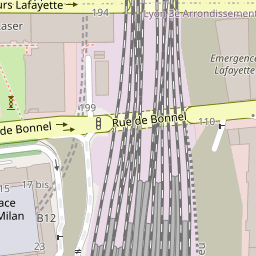 urs Lafayette
194
Lyon 3e Arrondissement
aser
Emergence
Lafayette
199
Rue de Bonnel
110
de Bonnel
15
17 bis
ace
Milan
B12
23